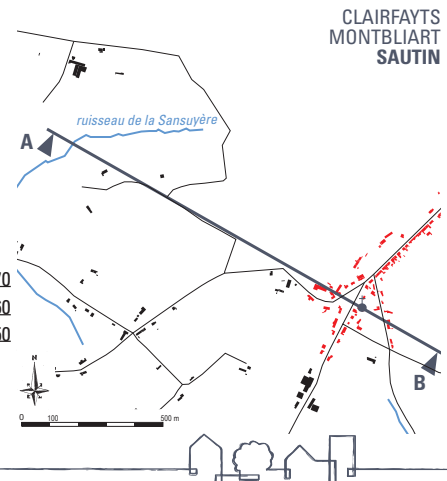 CLAIRFAYTS
MONTBLIART
SAUTIN
ruisseau de la Sansuyère
A
B
N
0 100 500 m